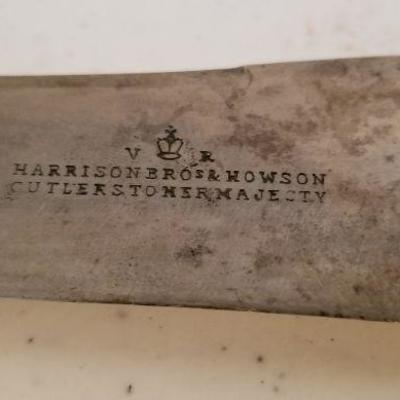 V R
HARRISON BROS & HOWSON
CUTLERS TO HER MAJESTY